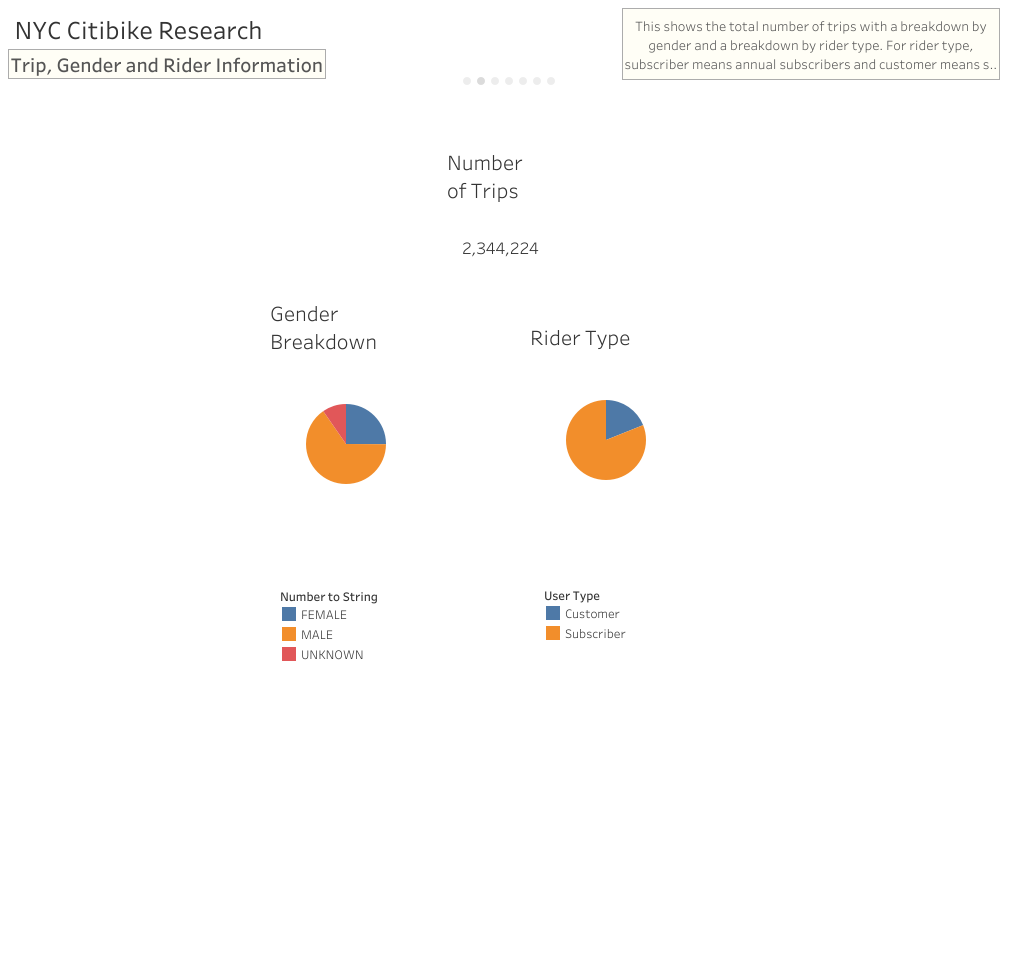 NYC Citibike Research
Trip, Gender and Rider Information
This shows the total number of trips with a breakdown by
gender and a breakdown by rider type. For rider type,
subscriber means annual subscribers and customer means s..
Number
of Trips
2,344,224
Gender
Breakdown
Rider Type
Number to String
FEMALE
MALE
UNKNOWN
User Type
Customer
Subscriber